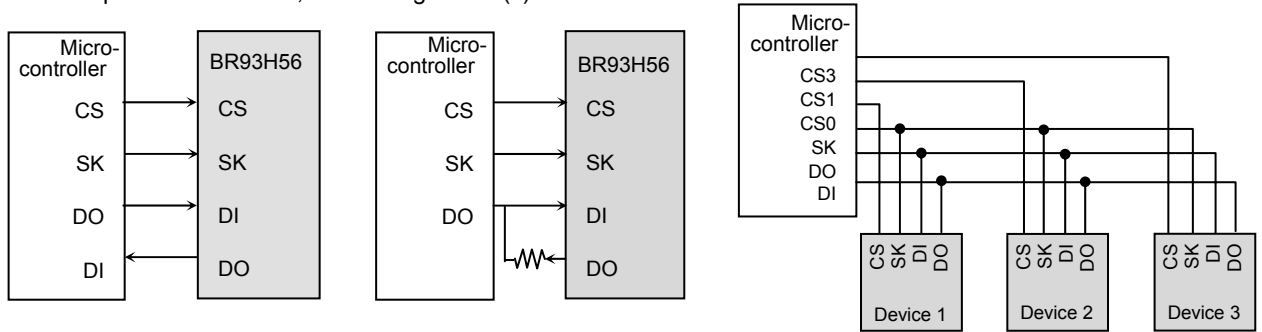 Micro-
controller
CS
SK
DO
DI
BR93H56
CS
SK
DI
DO
Micro-
controller
CS
SK
DO
BR93H56
CS
SK
DI
DO
Micro-
controller
CS3
CS1
CS0
SK
DO
DI
CS
SK
DI
DO
Device 1
CS
SK
DI
DO
Device 2
CS
SK
DI
DO
Device 3